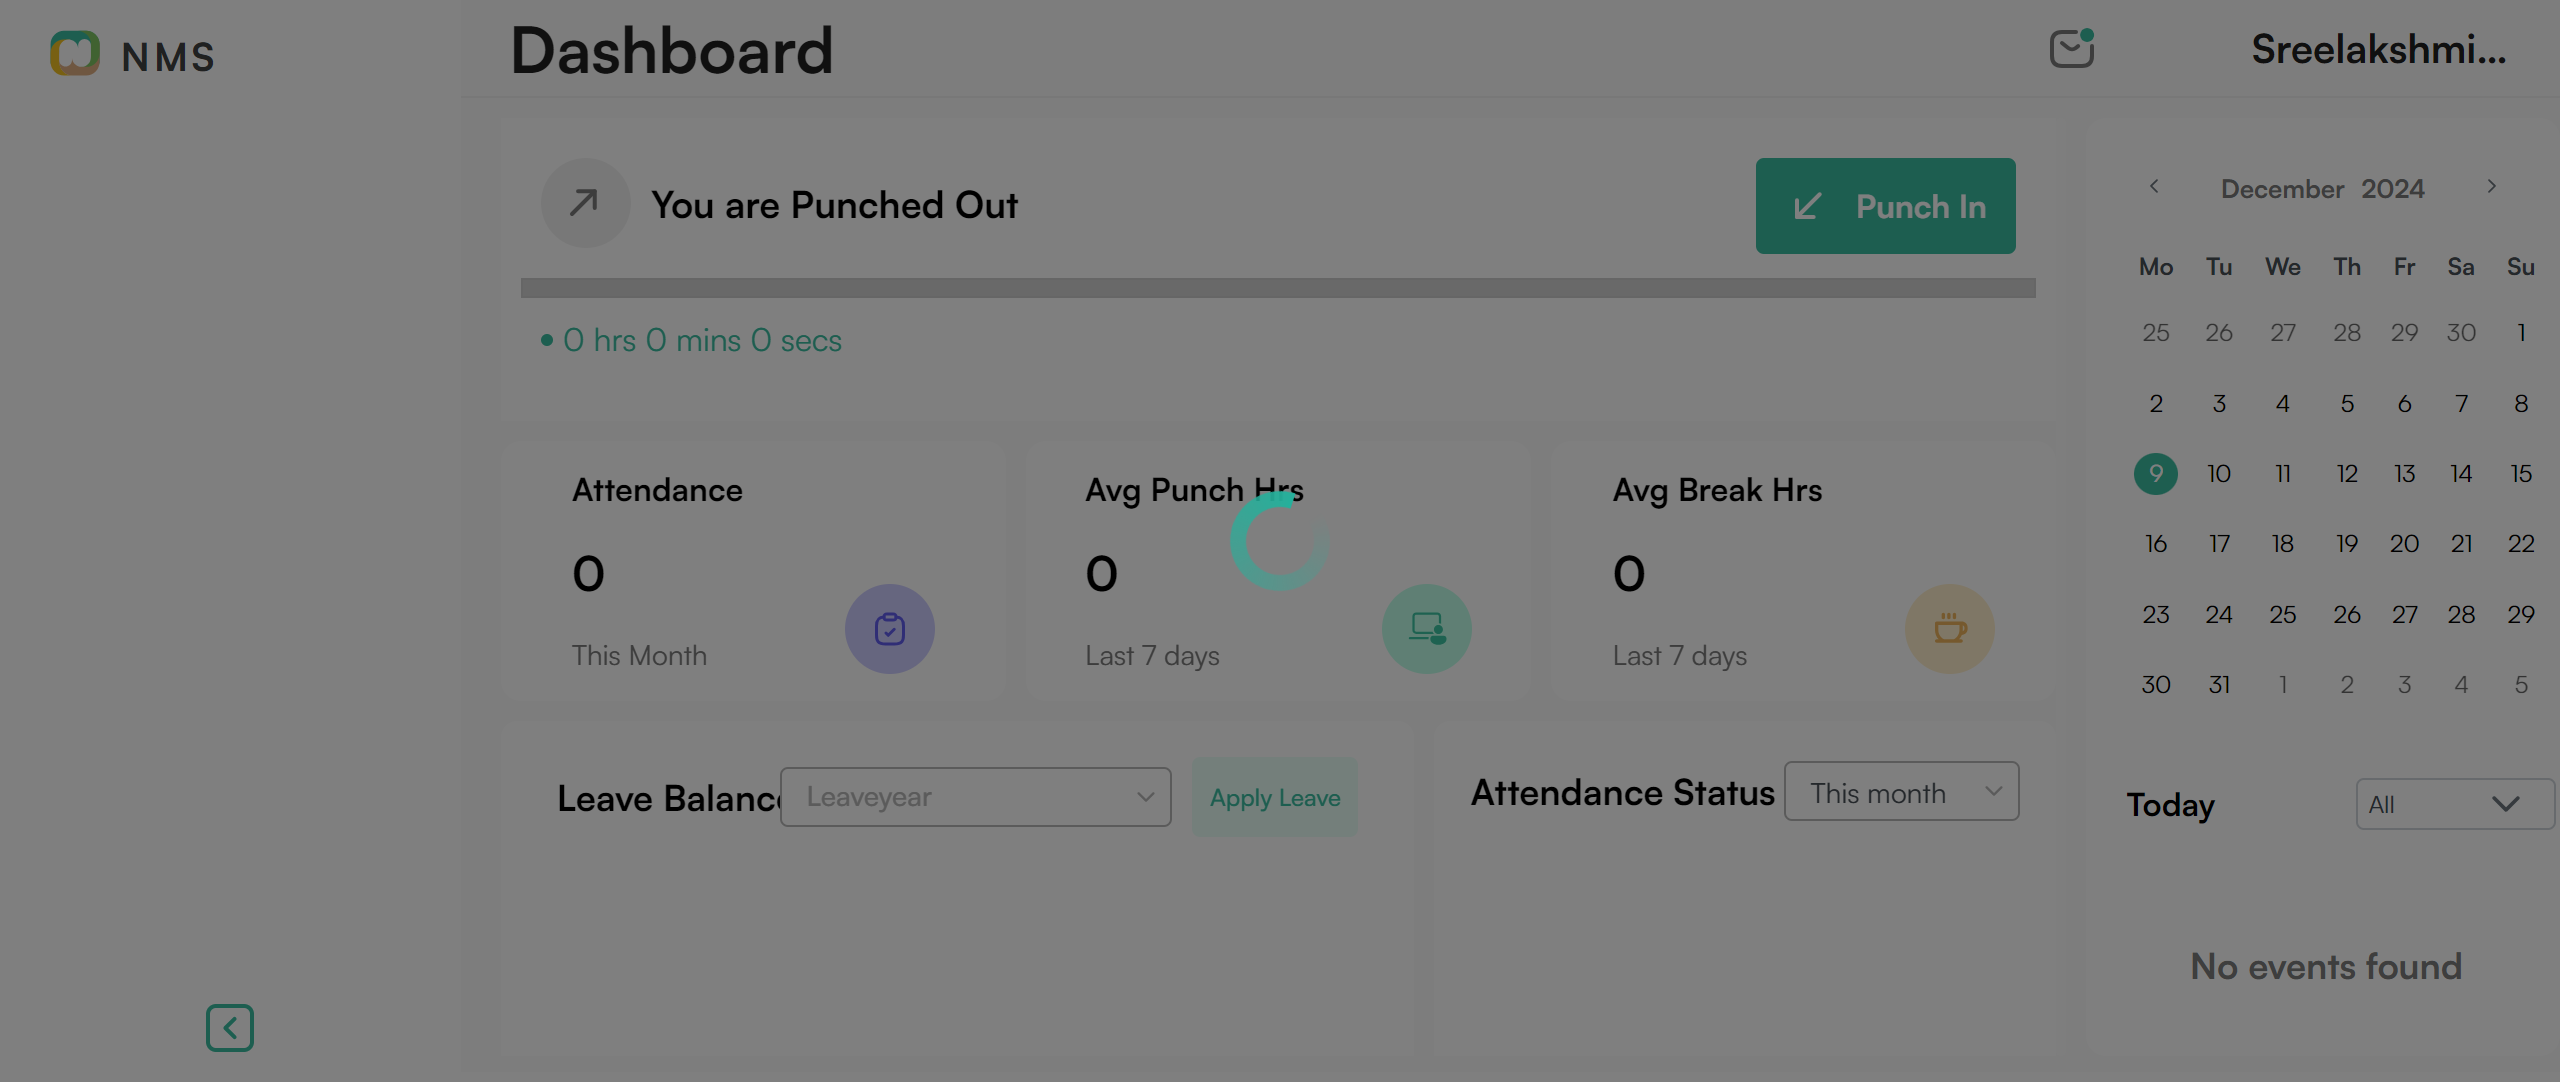 NMS
Dashboard
Sreelakshmi...
You are Punched Out
Punch In
0 hrs 0 mins 0 secs
Attendance
0
This Month
Avg Punch Hrs
0
Last 7 days
Avg Break Hrs
0
Last 7 days
Leave Balance
Leaveyear
Apply Leave
Attendance Status
This month
December 2024
Mo Tu We Th Fr Sa Su
25 26 27 28 29 30 1
2 3 4 5 6 7 8
9 10 11 12 13 14 15
16 17 18 19 20 21 22
23 24 25 26 27 28 29
30 31 1 2 3 4 5
Today
All
No events found